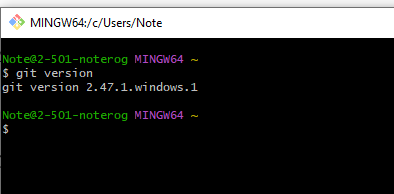 MINGW64:/c/Users/Note
Note@2-501-noterog MINGW64 ~
$ git version
git version 2.47.1.windows.1
Note@2-501-noterog MINGW64 ~
$